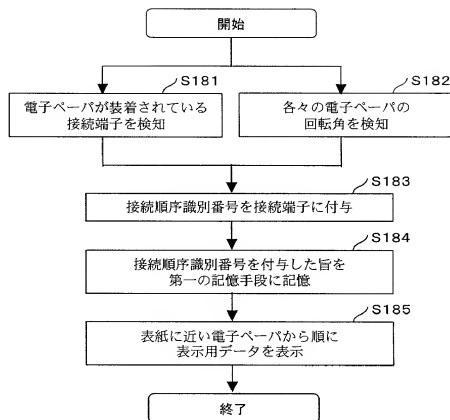 開始
S181
電子ペーパが装着されている
接続端子を検知
S182
各々の電子ペーパの
回転角を検知
S183
接続順序識別番号を接続端子に付与
S184
接続順序識別番号を付与した旨を
第一の記憶手段に記憶
S185
表紙に近い電子ペーパから順に
表示用データを表示
終了